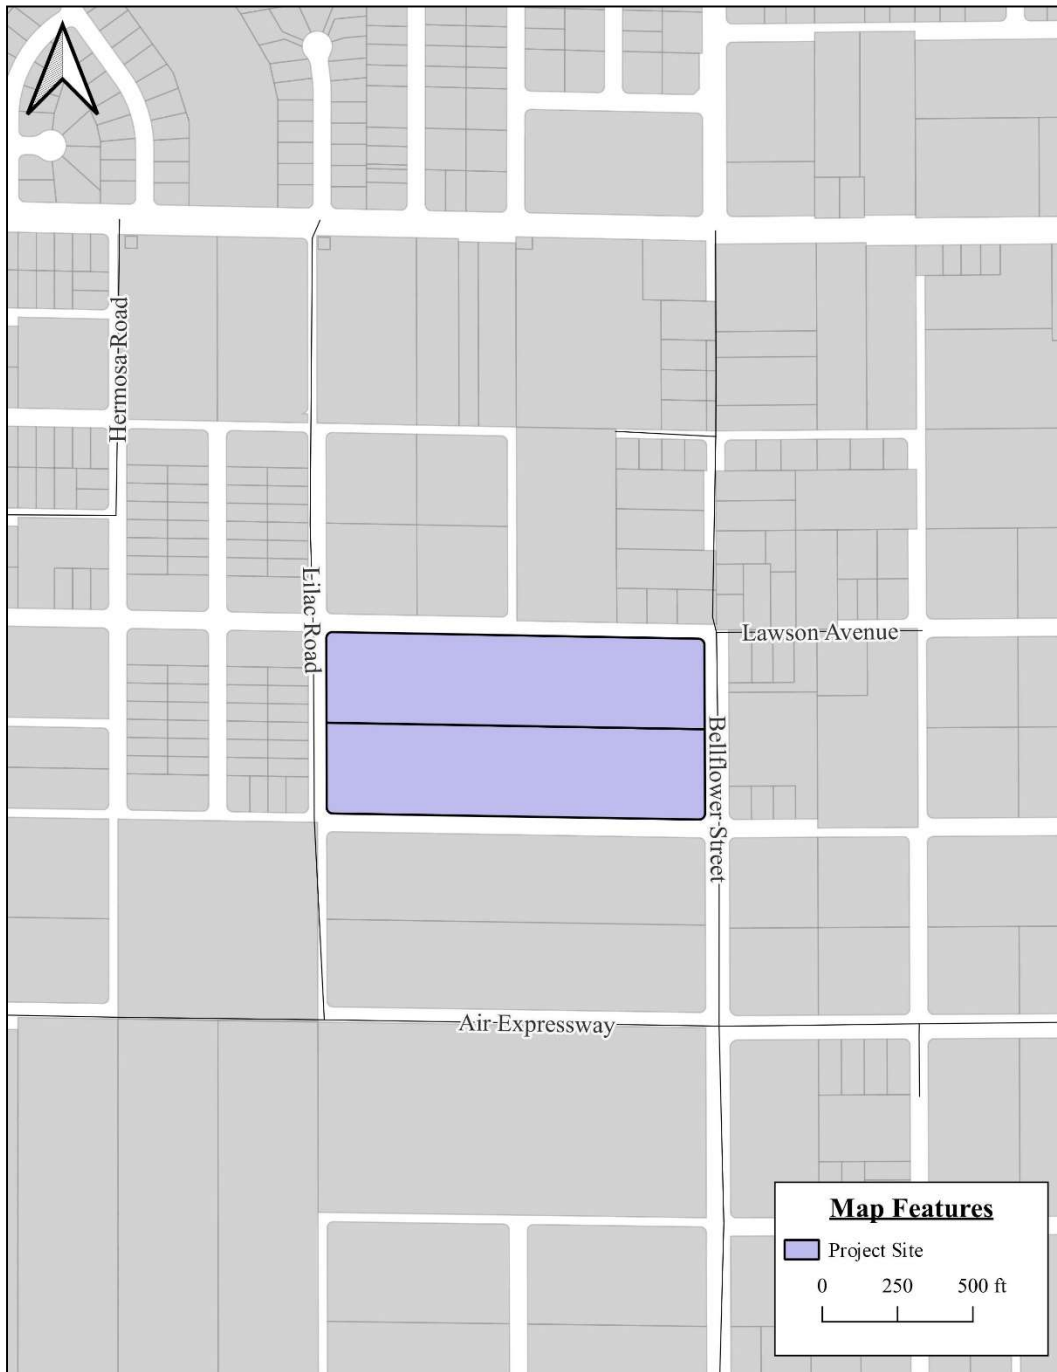 Hermosa Road
Lilac Road
Lawson Avenue
Bellflower Street
Air Expressway
Map Features
Project Site
0 250 500 ft